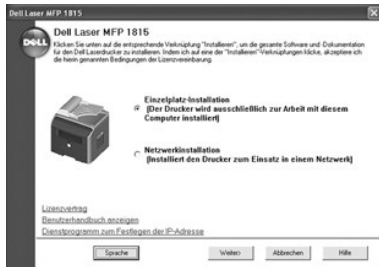 Dell Laser MFP 1815
Dell Laser MFP 1815
DELL
Klicken Sie unten auf die entsprechende Verknüpfung "Installieren", um die gesamte Software und -Dokumentation
für den Dell Laserdrucker zu installieren. Indem ich auf eine der "Installieren"-Verknüpfungen klicke, akzeptiere ich
die hierin genannten Bedingungen der Lizenzvereinbarung.
Einzelplatz-Installation
(Der Drucker wird ausschließlich zur Arbeit mit diesem
Computer installiert)
Netzwerkinstallation
(Installiert den Drucker zum Einsatz in einem Netzwerk)
Lizenzvertrag
Benutzerhandbuch anzeigen
Dienstprogramm zum Festlegen der IP-Adresse
Sprache
Weiter>
Abbrechen
Hilfe